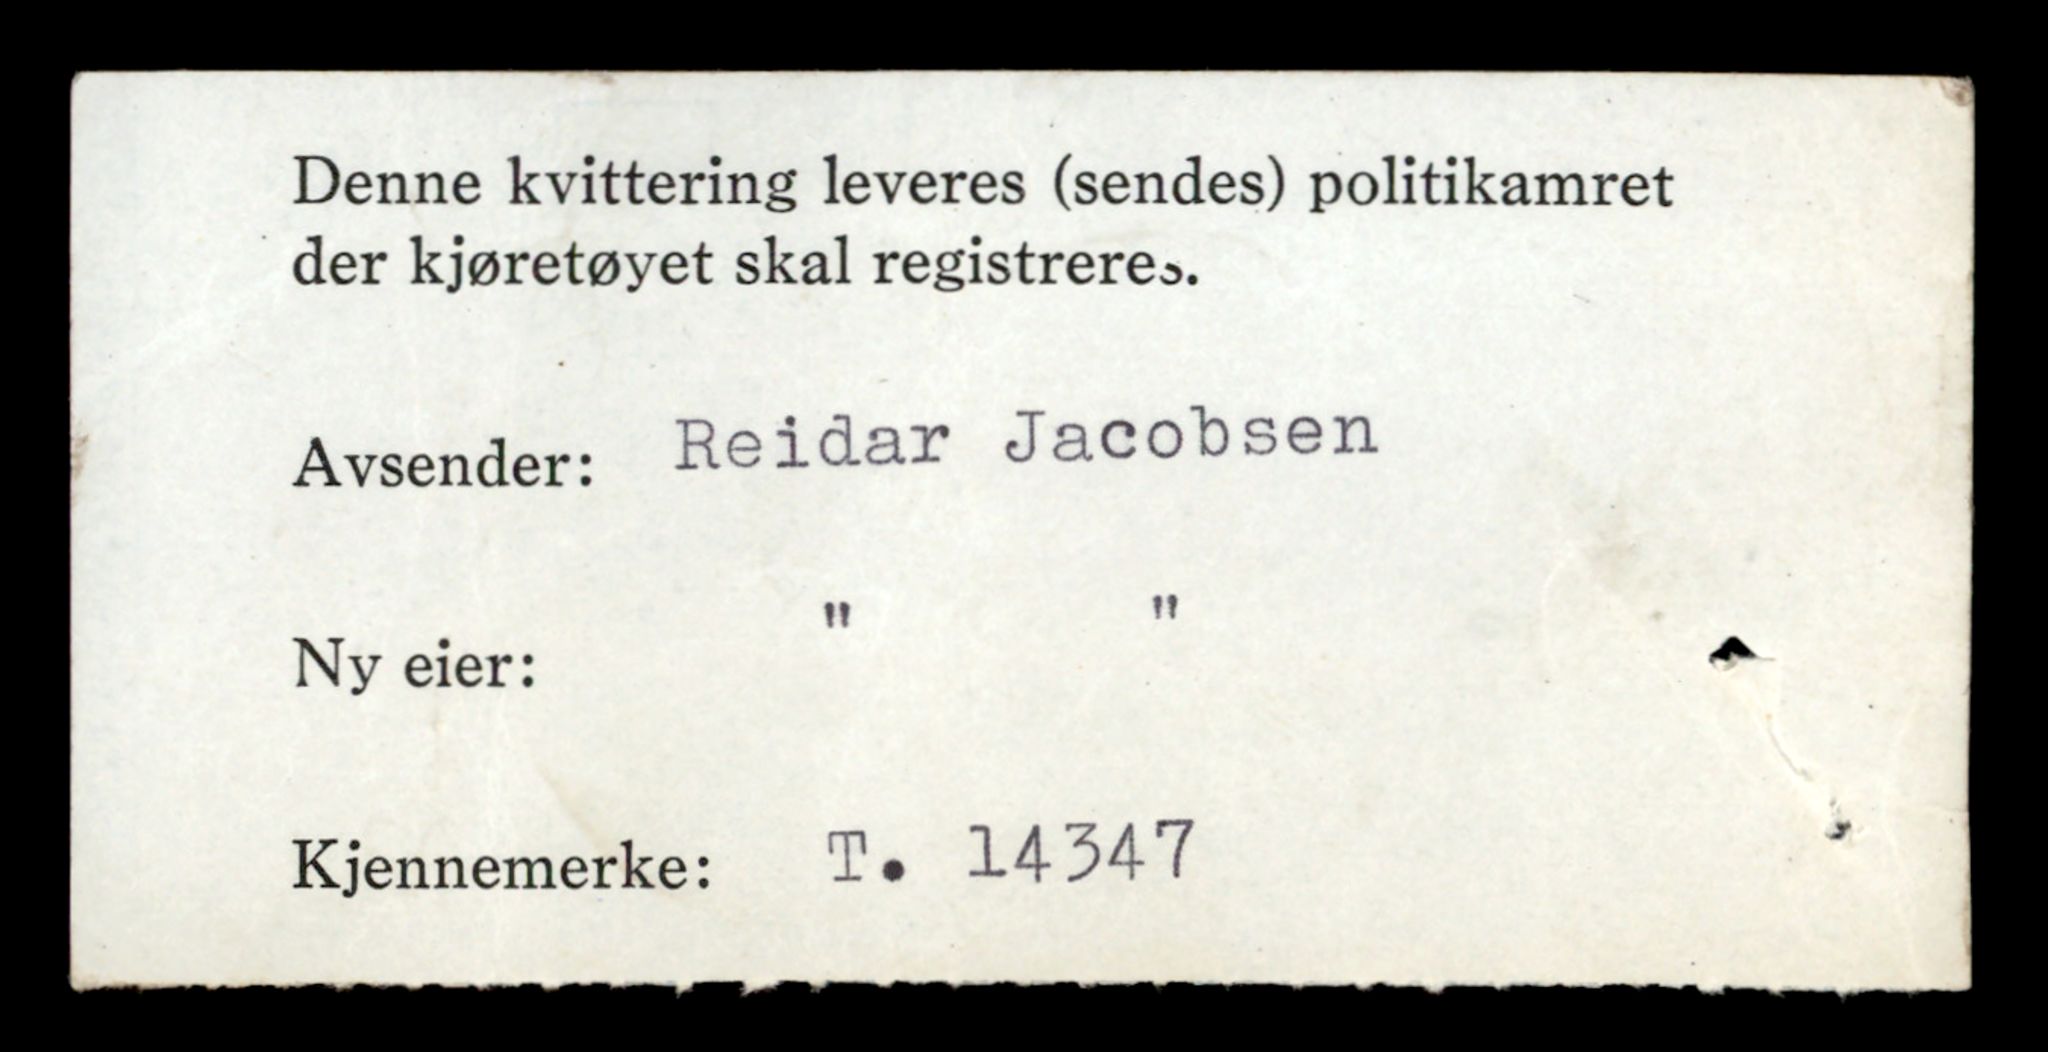 Denne kvittering leveres (sendes) politikamret
der kjøretøyet skal registreres.
Avsender: Reidar Jacobsen
Ny eier: " "
Kjennemerke: T. 14347